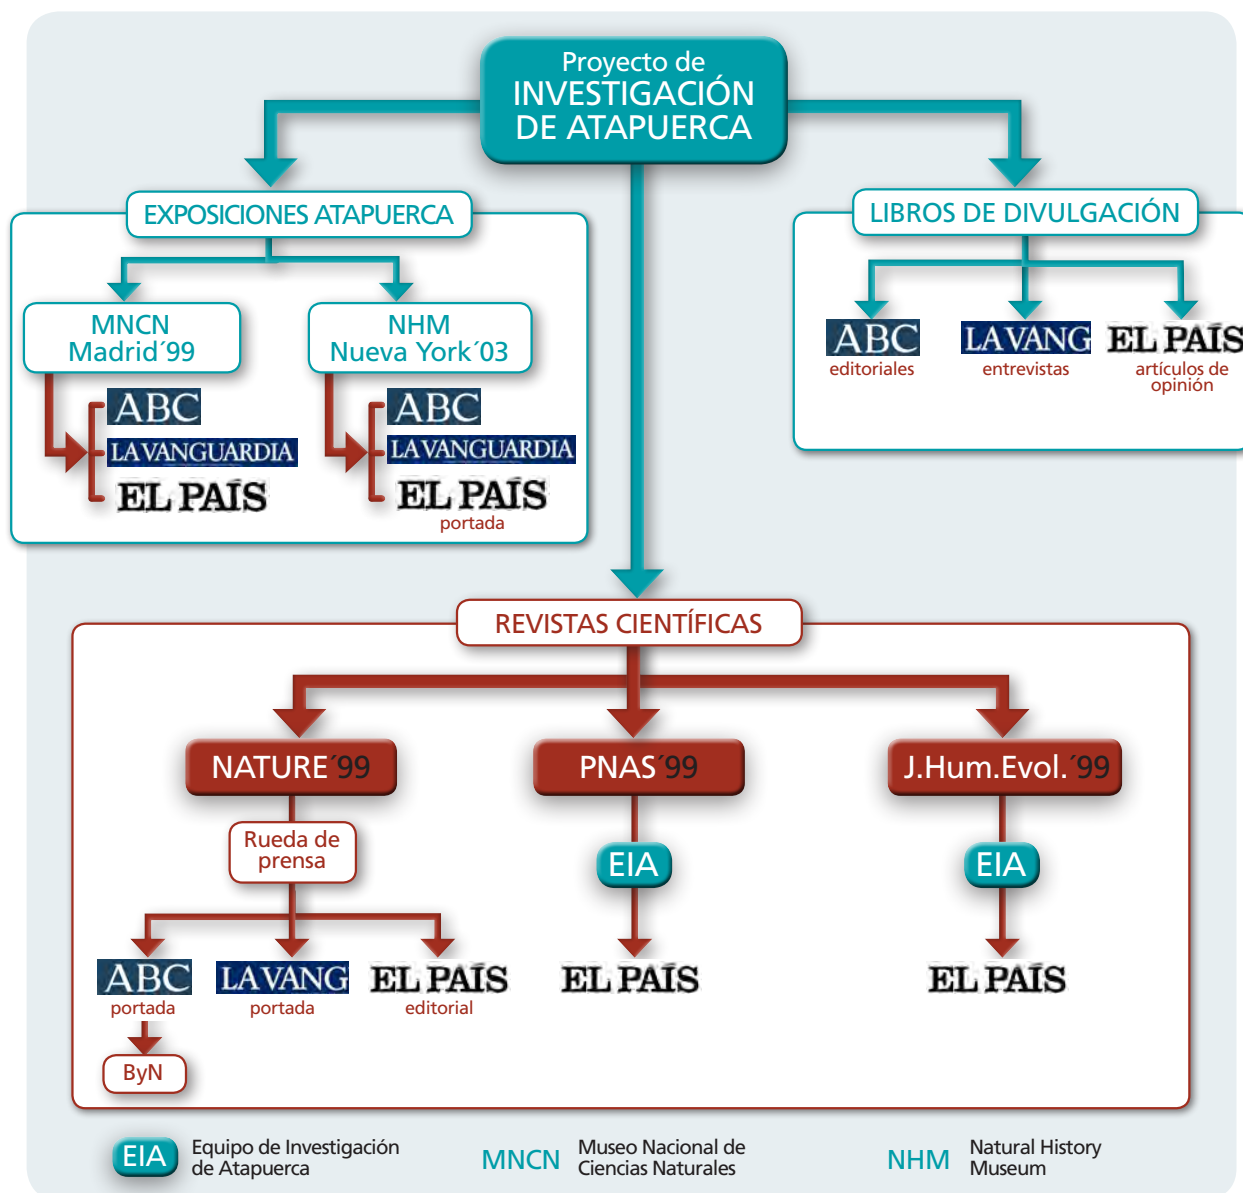 Proyecto de
INVESTIGACIÓN
DE ATAPUERCA
EXPOSICIONES ATAPUERCA
MNCN
Madrid´99
ABC
LA VANGUARDIA
EL PAÍS
NHM
Nueva York´03
ABC
LA VANGUARDIA
EL PAÍS
portada
LIBROS DE DIVULGACIÓN
ABC
editoriales
LA VANG
entrevistas
EL PAÍS
artículos de
opinión
REVISTAS CIENTÍFICAS
NATURE´99
Rueda de
prensa
ABC
portada
ByN
LA VANG
portada
EL PAÍS
editorial
PNAS´99
EIA
EL PAÍS
J.Hum.Evol.´99
EIA
EL PAÍS
EIA
Equipo de Investigación
de Atapuerca
MNCN
Museo Nacional de
Ciencias Naturales
NHM
Natural History
Museum